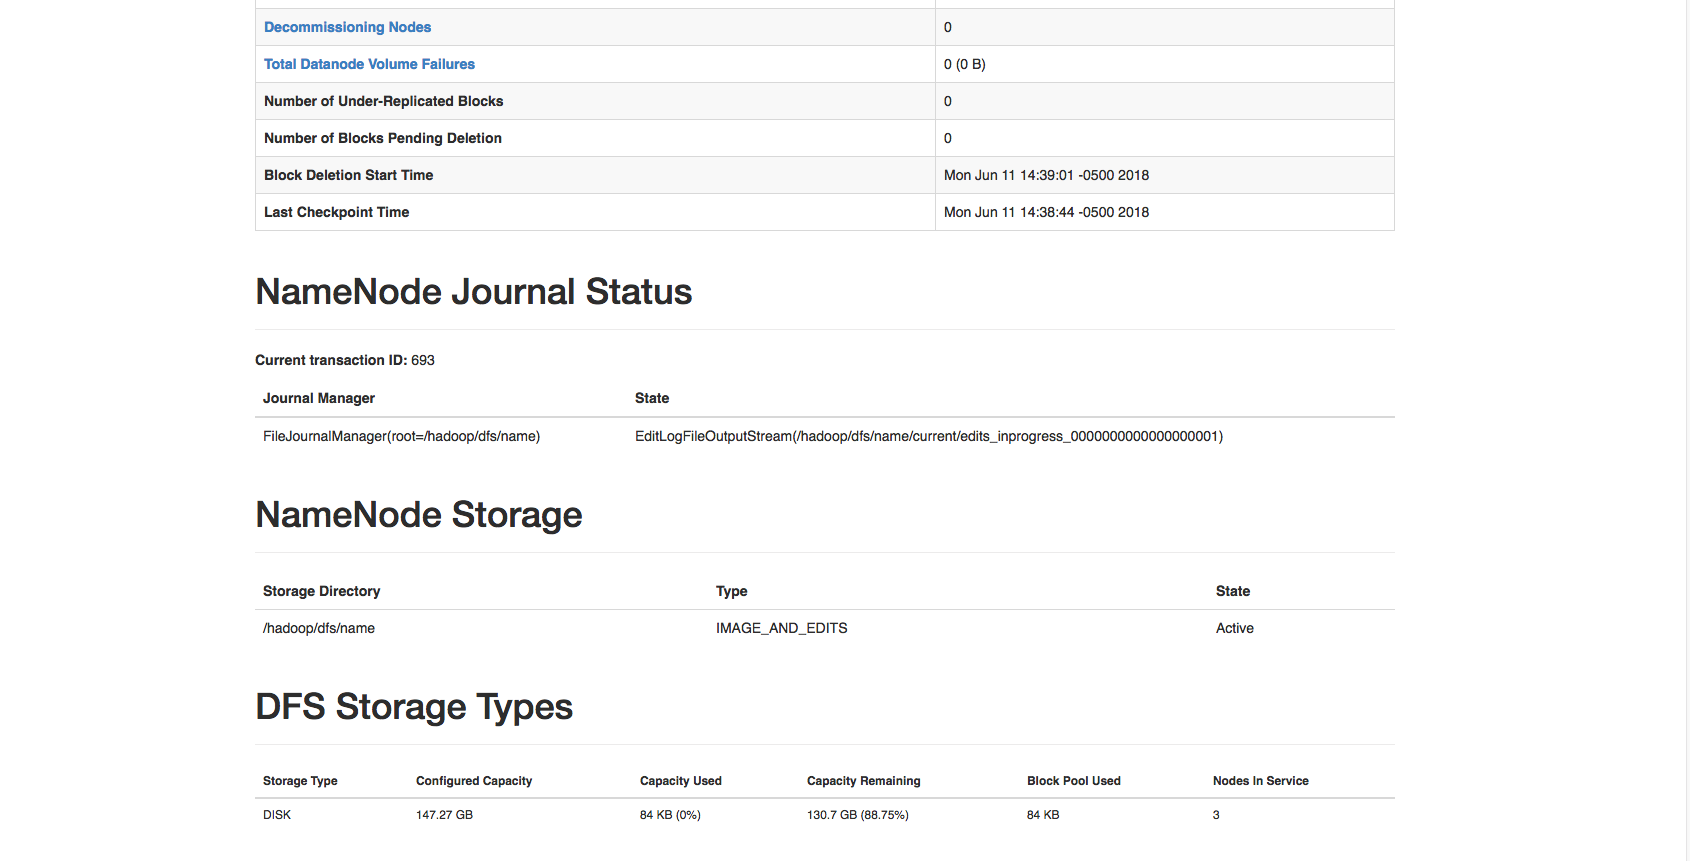 Decommissioning Nodes 0
Total Datanode Volume Failures 0 (0 B)
Number of Under-Replicated Blocks 0
Number of Blocks Pending Deletion 0
Block Deletion Start Time Mon Jun 11 14:39:01 -0500 2018
Last Checkpoint Time Mon Jun 11 14:38:44 -0500 2018
NameNode Journal Status
Current transaction ID: 693
Journal Manager State
FileJournalManager(root=/hadoop/dfs/name) EditLogFileOutputStream(/hadoop/dfs/name/current/edits_inprogress_0000000000000000001)
NameNode Storage
Storage Directory Type State
/hadoop/dfs/name IMAGE_AND_EDITS Active
DFS Storage Types
Storage Type Configured Capacity Capacity Used Capacity Remaining Block Pool Used Nodes In Service
DISK 147.27 GB 84 KB (0%) 130.7 GB (88.75%) 84 KB 3